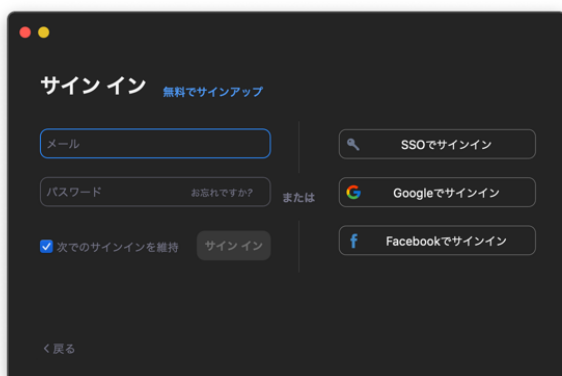 サイン イン
無料でサインアップ
メール
パスワード
お忘れですか?
次でのサインインを維持
サイン イン
または
SSOでサインイン
Googleでサインイン
Facebookでサインイン
戻る